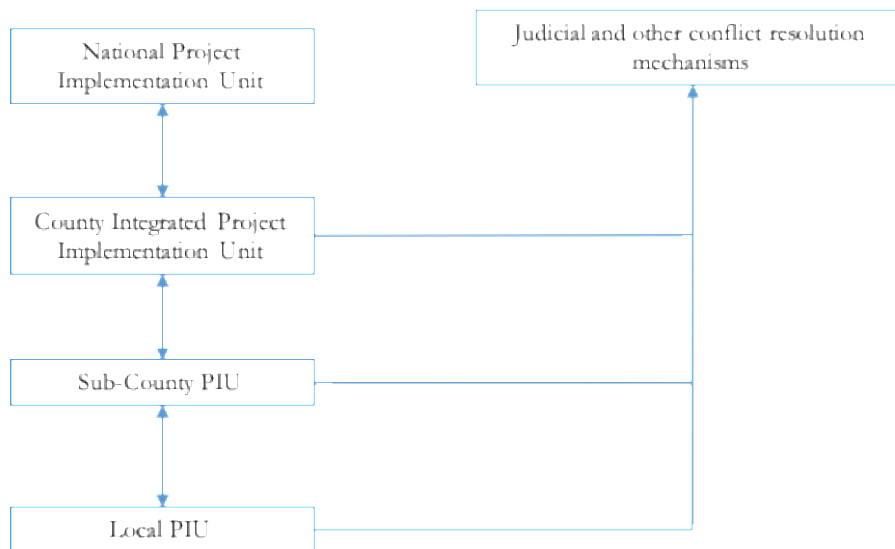 National Project
Implementation Unit
Judicial and other conflict resolution
mechanisms
County Integrated Project
Implementation Unit
Sub-County PIU
Local PIU